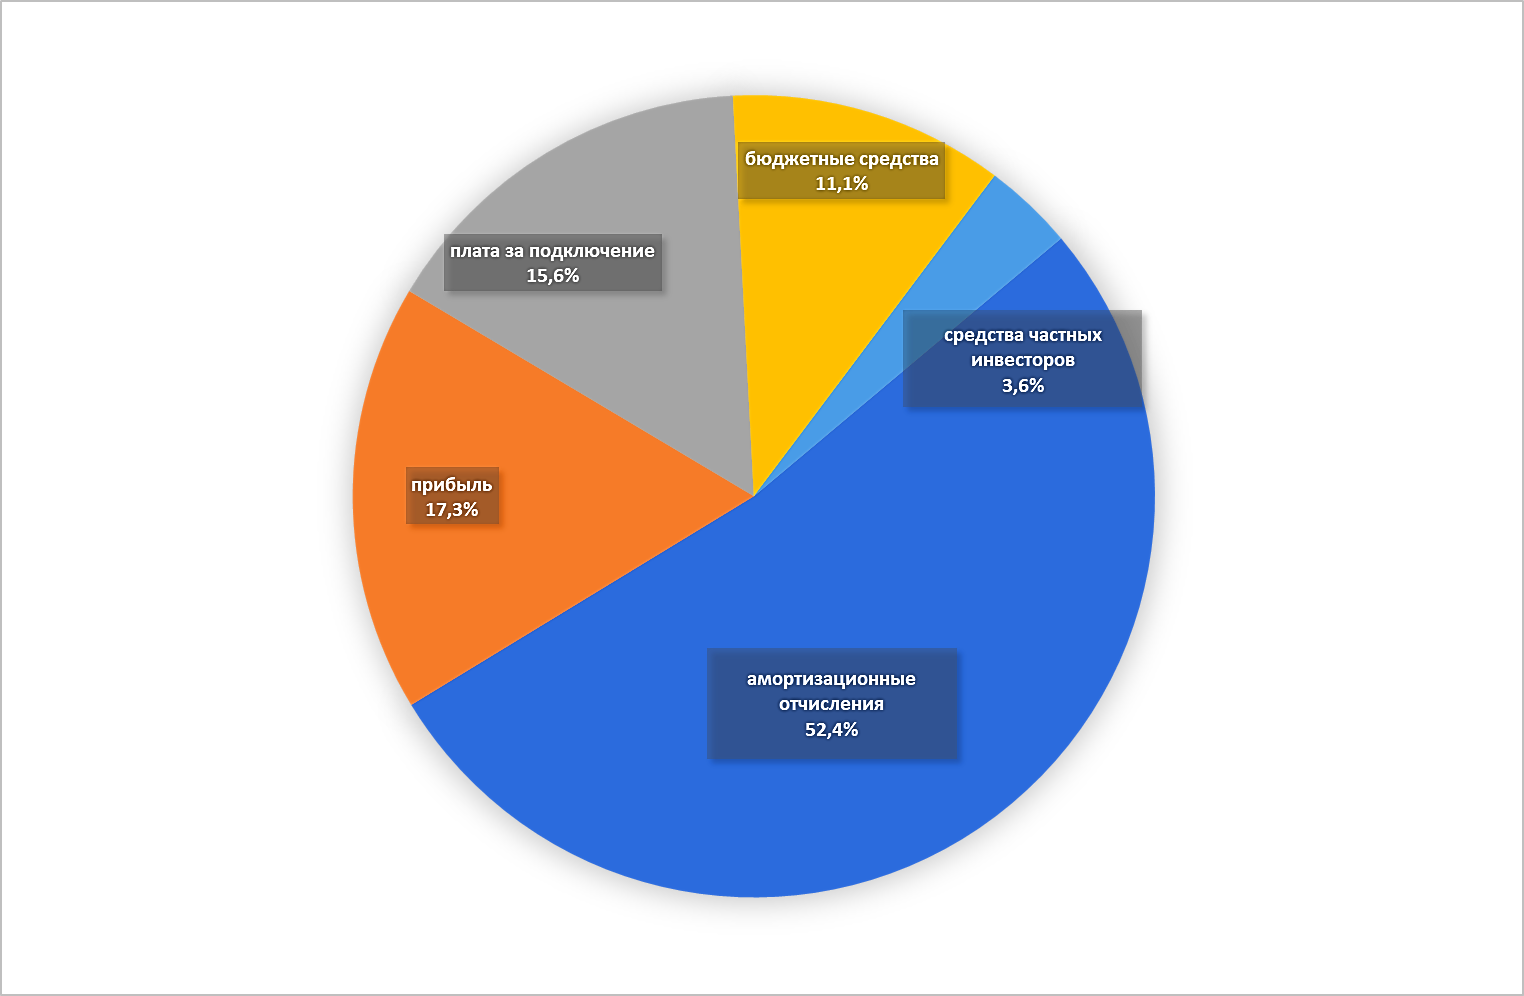 бюджетные средства
11,1%
плата за подключение
15,6%
средства частных
инвесторов
3,6%
прибыль
17,3%
амортизационные
отчисления
52,4%